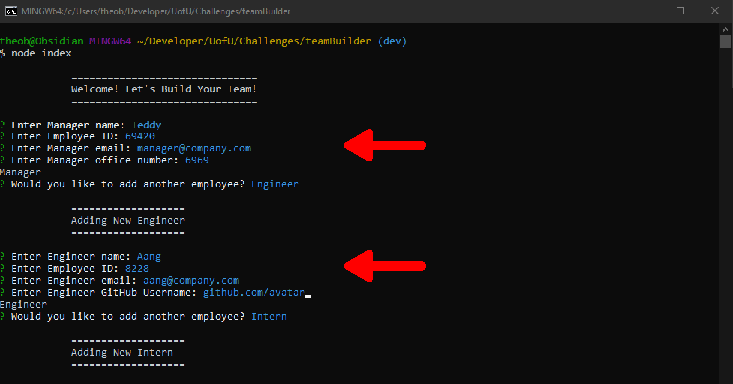 MINGW64:/c/Users/theob/Developer/UofU/Challenges/teamBuilder
theob@Obsidian MINGW64 ~/Developer/UofU/Challenges/teamBuilder (dev)
$ node index
-------------------------------
Welcome! Let's Build Your Team!
-------------------------------
? Enter Manager name: Teddy
? Enter Employee ID: 69420
? Enter Manager email: manager@company.com
? Enter Manager office number: 6969
Manager
? Would you like to add another employee? Engineer
-------------------
Adding New Engineer
-------------------
? Enter Engineer name: Aang
? Enter Employee ID: 8228
? Enter Engineer email: aang@company.com
? Enter Engineer GitHub Username: github.com/avatar
Engineer
? Would you like to add another employee? Intern
-------------------
Adding New Intern
-------------------